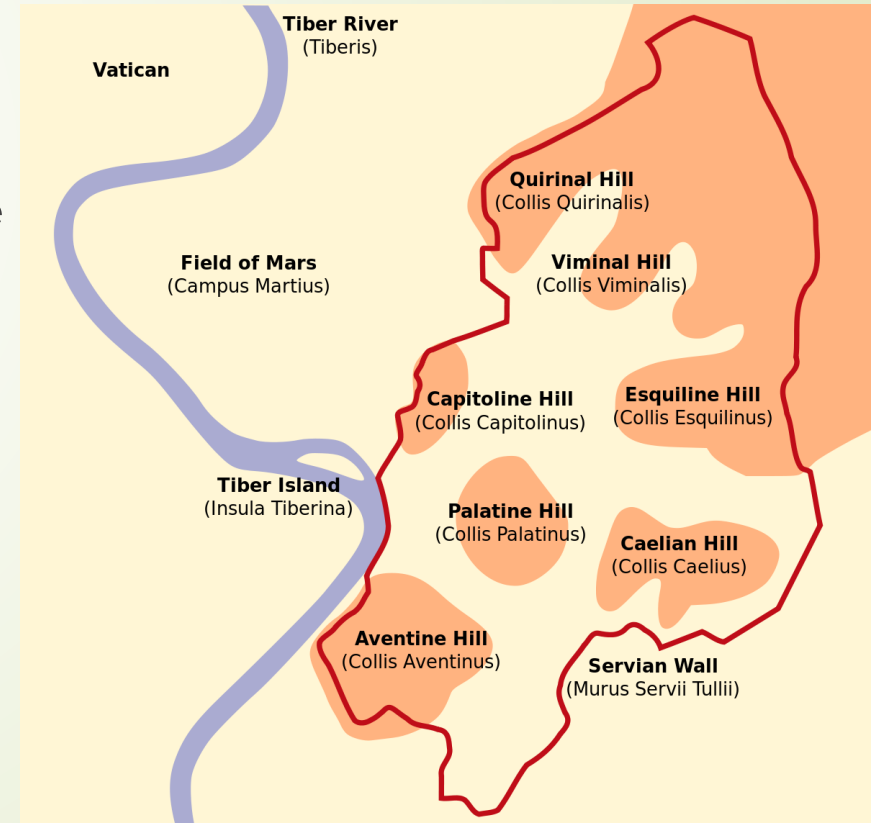 Tiber River
(Tiberis)
Vatican
Quirinal Hill
(Collis Quirinalis)
Field of Mars
(Campus Martius)
Viminal Hill
(Collis Viminalis)
Capitoline Hill
(Collis Capitolinus)
Esquiline Hill
(Collis Esquilinus)
Tiber Island
(Insula Tiberina)
Palatine Hill
(Collis Palatinus)
Caelian Hill
(Collis Caelius)
Aventine Hill
(Collis Aventinus)
Servian Wall
(Murus Servii Tullii)